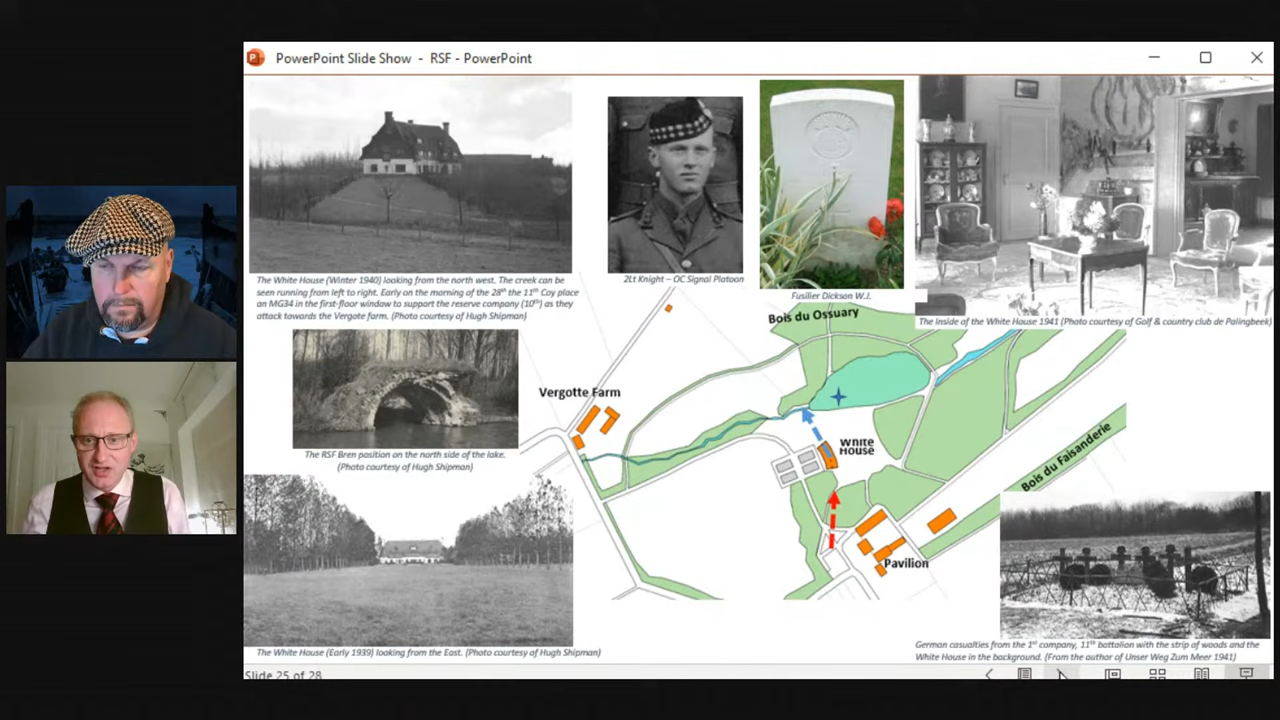 PowerPoint Slide Show - RSF - PowerPoint
The White House (Winter 1940) looking from the north west. The creek can be
seen running from left to right. Early on the morning of the 28th the 11th Coy place
an MG34 in the first-floor window to support the reserve company (10th) as they
attack towards the Vergote farm. (Photo courtesy of Hugh Shipman)
2Lt Knight – OC Signal Platoon
Fusilier Dickson W.J.
The Inside of the White House 1941 (Photo courtesy of Golf & country club de Palingbeek)
The RSF Bren position on the north side of the lake.
(Photo courtesy of Hugh Shipman)
Bois du Ossuary
Vergotte Farm
White
House
Bois du Faisanderie
Pavilion
The White House (Early 1939) looking from the East. (Photo courtesy of Hugh Shipman)
German casualties from the 1st company, 11th battalion with the strip of woods and the
White House in the background. (From the author of Unser Weg Zum Meer 1941)
Slide 25 of 28